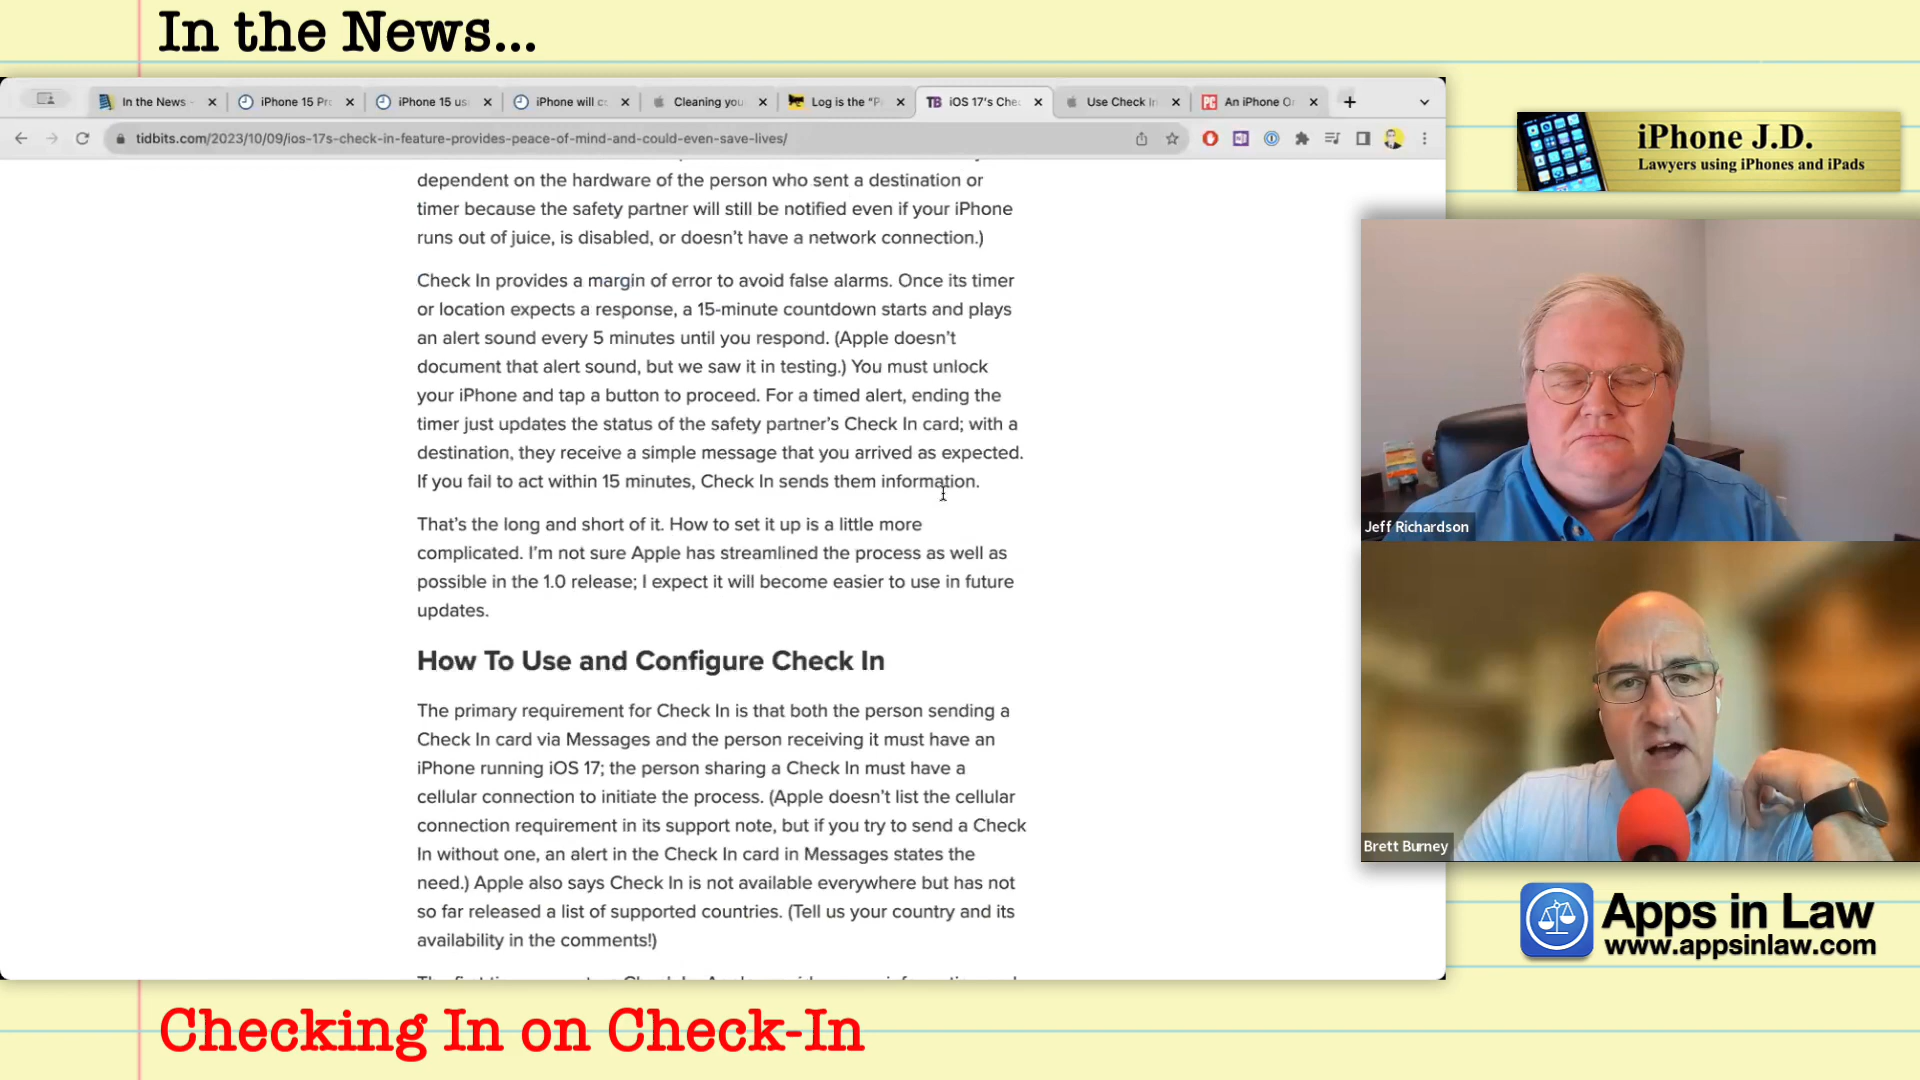 In the News...
In the News -
iPhone 15 Pro
iPhone 15 us
iPhone will c
Cleaning you
Log is the "P
TB iOS 17's Che
Use Check In
PC An iPhone O
tidbits.com/2023/10/09/ios-17s-check-in-feature-provides-peace-of-mind-and-could-even-save-lives/
dependent on the hardware of the person who sent a destination or
timer because the safety partner will still be notified even if your iPhone
runs out of juice, is disabled, or doesn't have a network connection.)
Check In provides a margin of error to avoid false alarms. Once its timer
or location expects a response, a 15-minute countdown starts and plays
an alert sound every 5 minutes until you respond. (Apple doesn't
document that alert sound, but we saw it in testing.) You must unlock
your iPhone and tap a button to proceed. For a timed alert, ending the
timer just updates the status of the safety partner's Check In card; with a
destination, they receive a simple message that you arrived as expected.
If you fail to act within 15 minutes, Check In sends them information.
That's the long and short of it. How to set it up is a little more
complicated. I'm not sure Apple has streamlined the process as well as
possible in the 1.0 release; I expect it will become easier to use in future
updates.
How To Use and Configure Check In
The primary requirement for Check In is that both the person sending a
Check In card via Messages and the person receiving it must have an
iPhone running iOS 17; the person sharing a Check In must have a
cellular connection to initiate the process. (Apple doesn't list the cellular
connection requirement in its support note, but if you try to send a Check
In without one, an alert in the Check In card in Messages states the
need.) Apple also says Check In is not available everywhere but has not
so far released a list of supported countries. (Tell us your country and its
availability in the comments!)
iPhone J.D.
Lawyers using iPhones and iPads
Jeff Richardson
Brett Burney
Apps in Law
www.appsinlaw.com
Checking In on Check-In